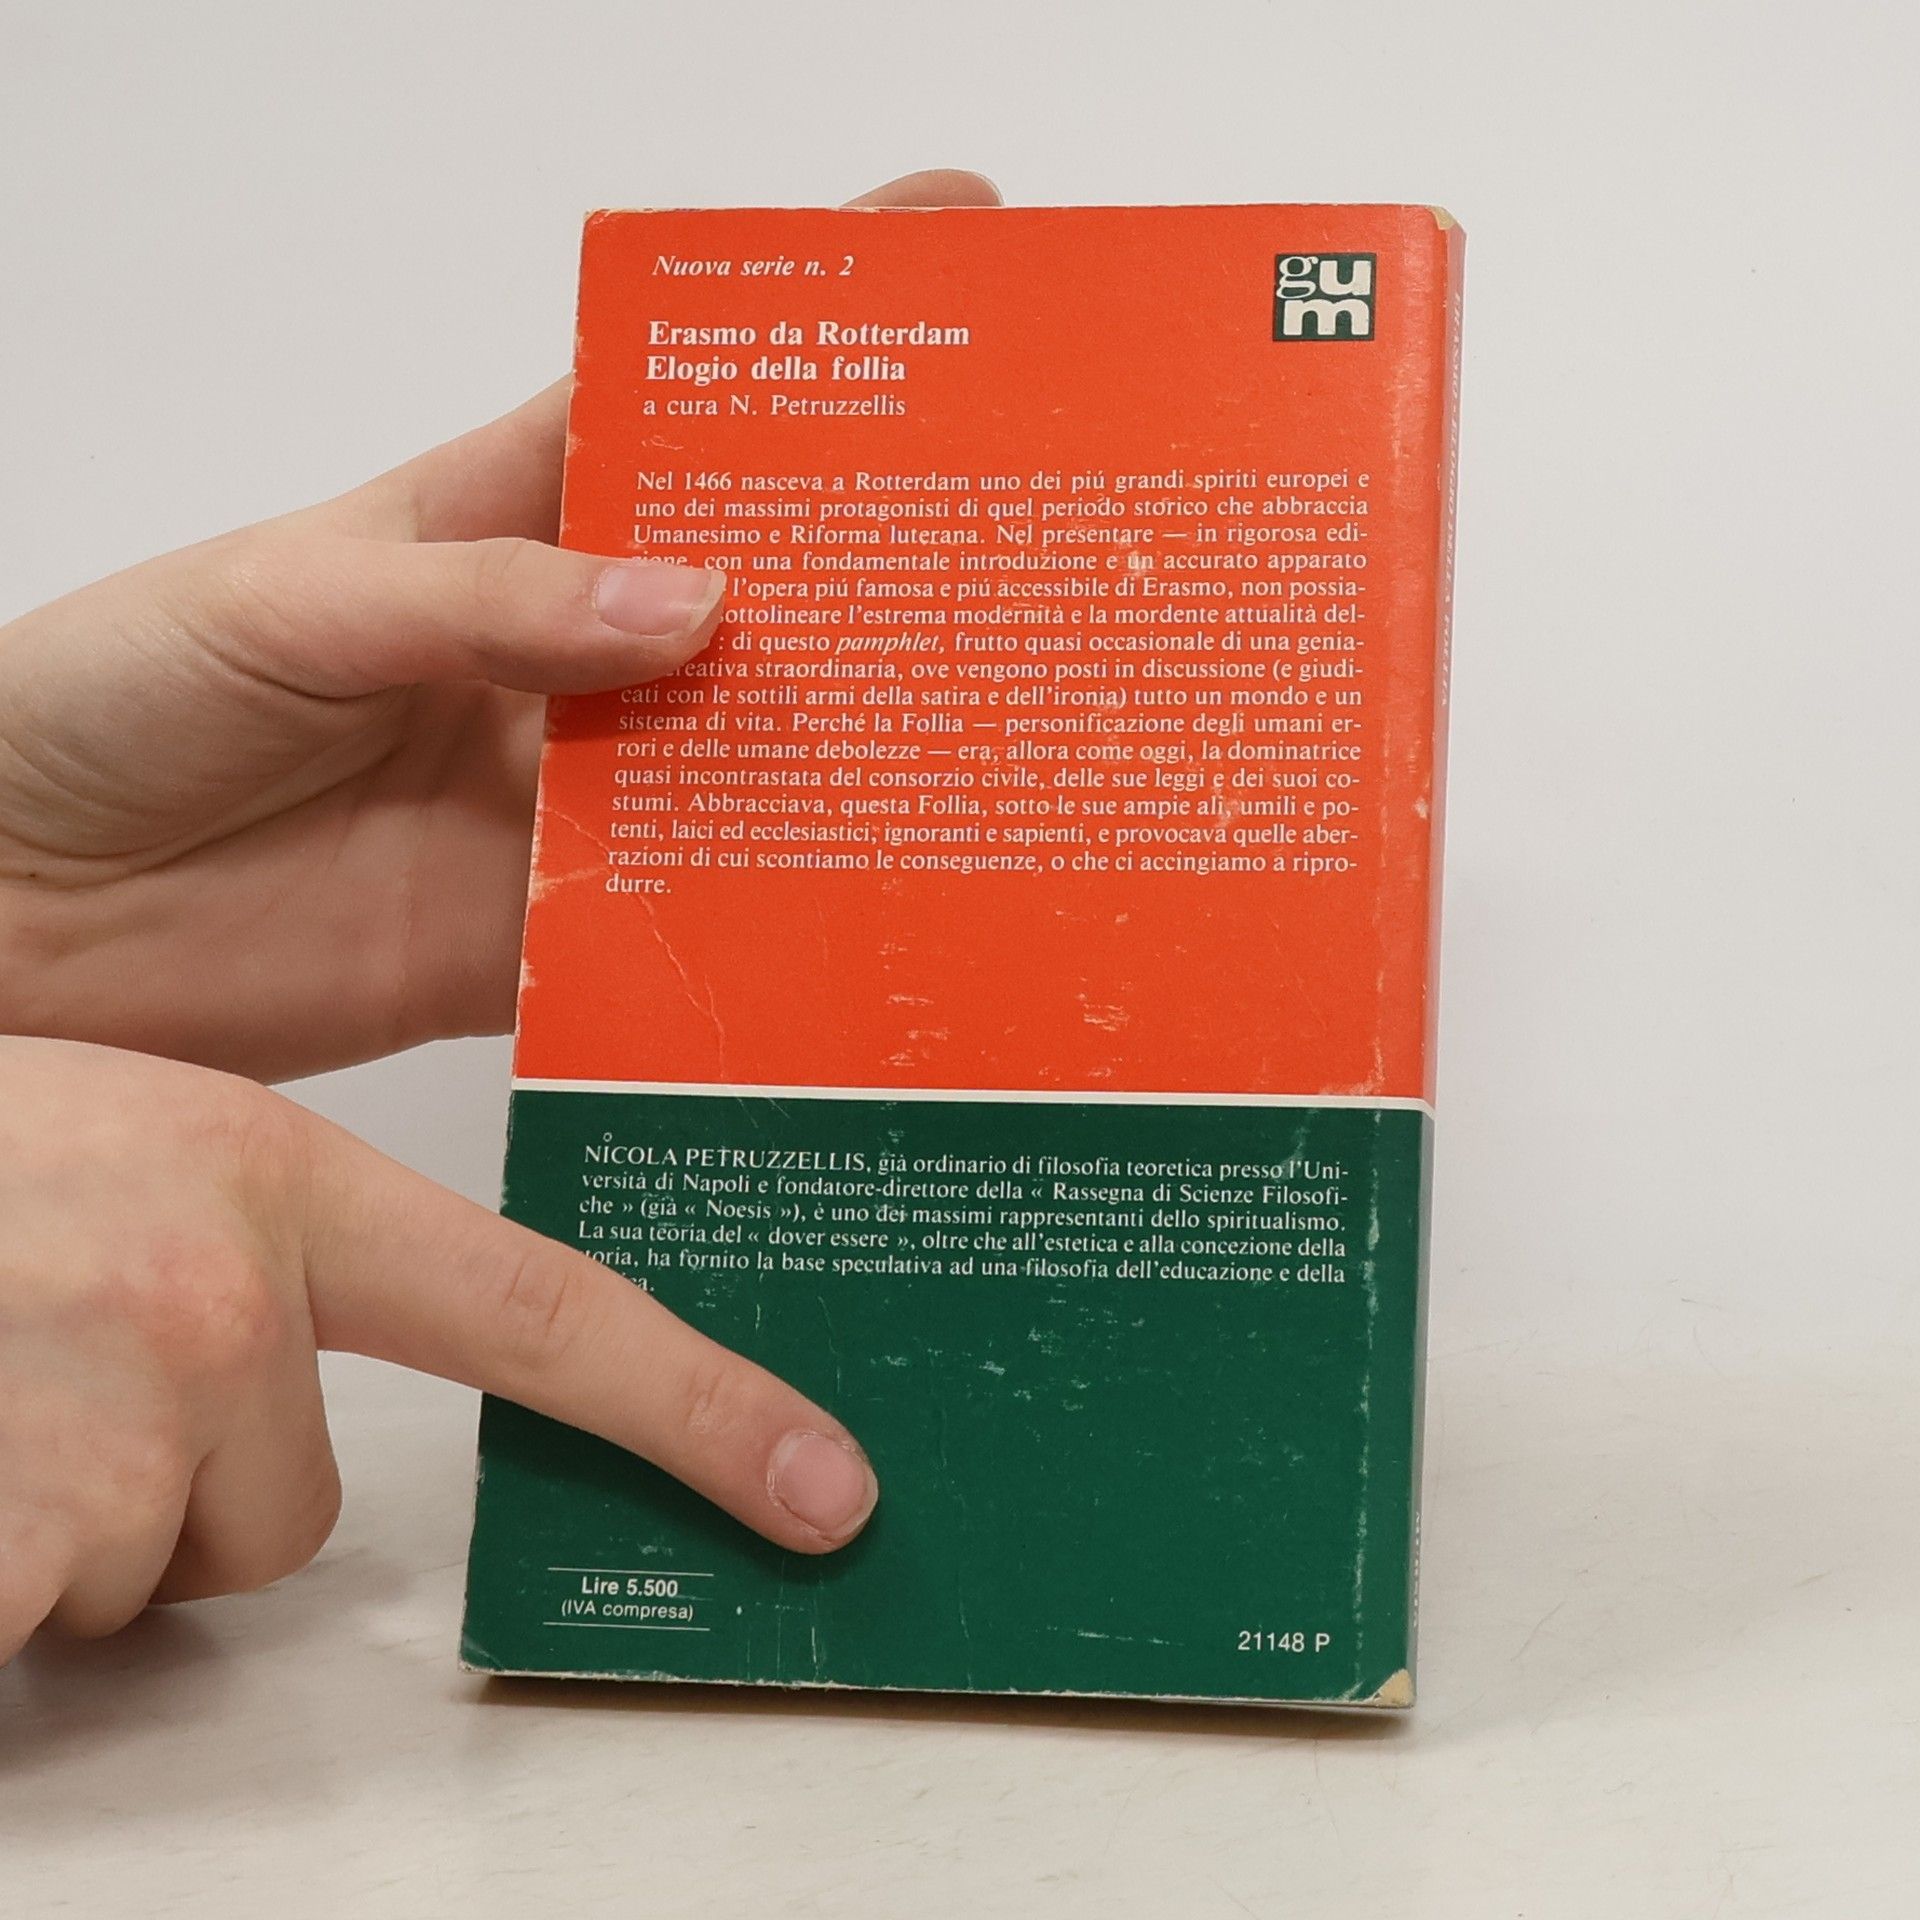 Nuova serie n. 2
gu
m
Erasmo da Rotterdam
Elogio della follia
a cura N. Petruzzellis
Nel 1466 nasceva a Rotterdam uno dei piú grandi spiriti europei e
uno dei massimi protagonisti di quel periodo storico che abbraccia
Umanesimo e Riforma luterana. Nel presentare — in rigorosa edi-
con una fondamentale introduzione e un accurato apparato
l'opera piú famosa e piú accessibile di Erasmo, non possia-
l'estrema modernità e la mordente attualità del-
: di questo pamphlet, frutto quasi occasionale di una genia-
straordinaria, ove vengono posti in discussione (e giudi-
cati con le sottili armi della satira e dell'ironia) tutto un mondo e un
sistema di vita. Perché la Follia — personificazione degli umani er-
rori e delle umane debolezze — era, allora come oggi, la dominatrice
quasi incontrastata del consorzio civile, delle sue leggi e dei suoi co-
stumi. Abbracciava, questa Follia, sotto le sue ampie ali, umili e po-
tenti, laici ed ecclesiastici, ignoranti e sapienti, e provocava quelle aber-
razioni di cui scontiamo le conseguenze, o che ci accingiamo a ripro-
durre.
NICOLA PETRUZZELLIS, già ordinario di filosofia teoretica presso l'Uni-
versità di Napoli e fondatore-direttore della « Rassegna di Scienze Filosofi-
che » (già « Noesis »), è uno dei massimi rappresentanti dello spiritualismo.
La sua teoria del « dover essere », oltre che all'estetica e alla concezione della
ha fornito la base speculativa ad una filosofia dell'educazione e della
Lire 5.500
(IVA compresa)
21148 P